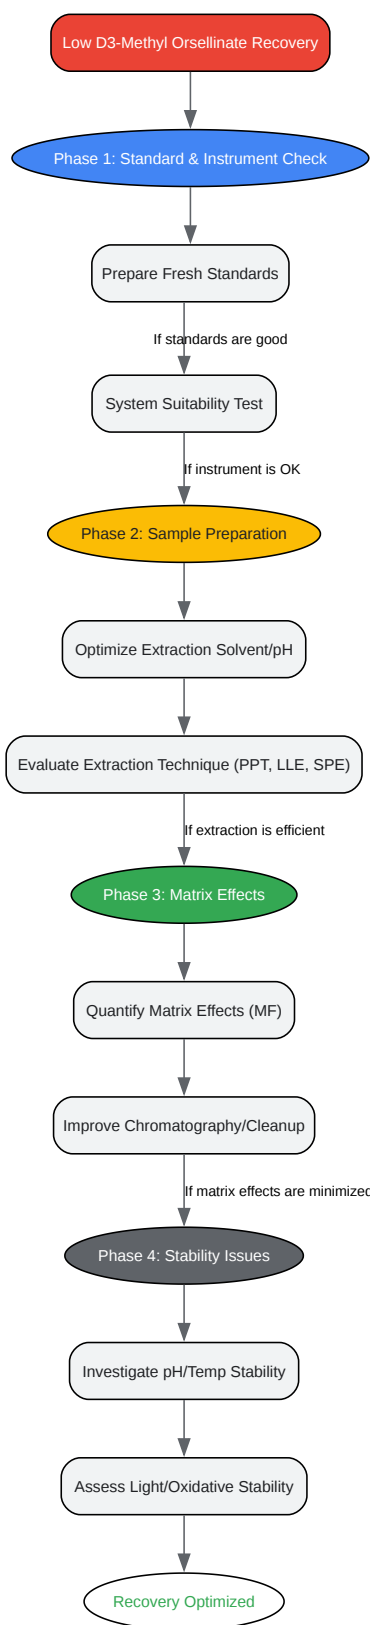 Low D3-Methyl Orsellinate Recovery
Phase 1: Standard & Instrument Check
Prepare Fresh Standards
If standards are good
System Suitability Test
If instrument is OK
Phase 2: Sample Preparation
Optimize Extraction Solvent/pH
Evaluate Extraction Technique (PPT, LLE, SPE)
If extraction is efficient
Phase 3: Matrix Effects
Quantify Matrix Effects (MF)
Improve Chromatography/Cleanup
If matrix effects are minimized
Phase 4: Stability Issues
Investigate pH/Temp Stability
Assess Light/Oxidative Stability
Recovery Optimized